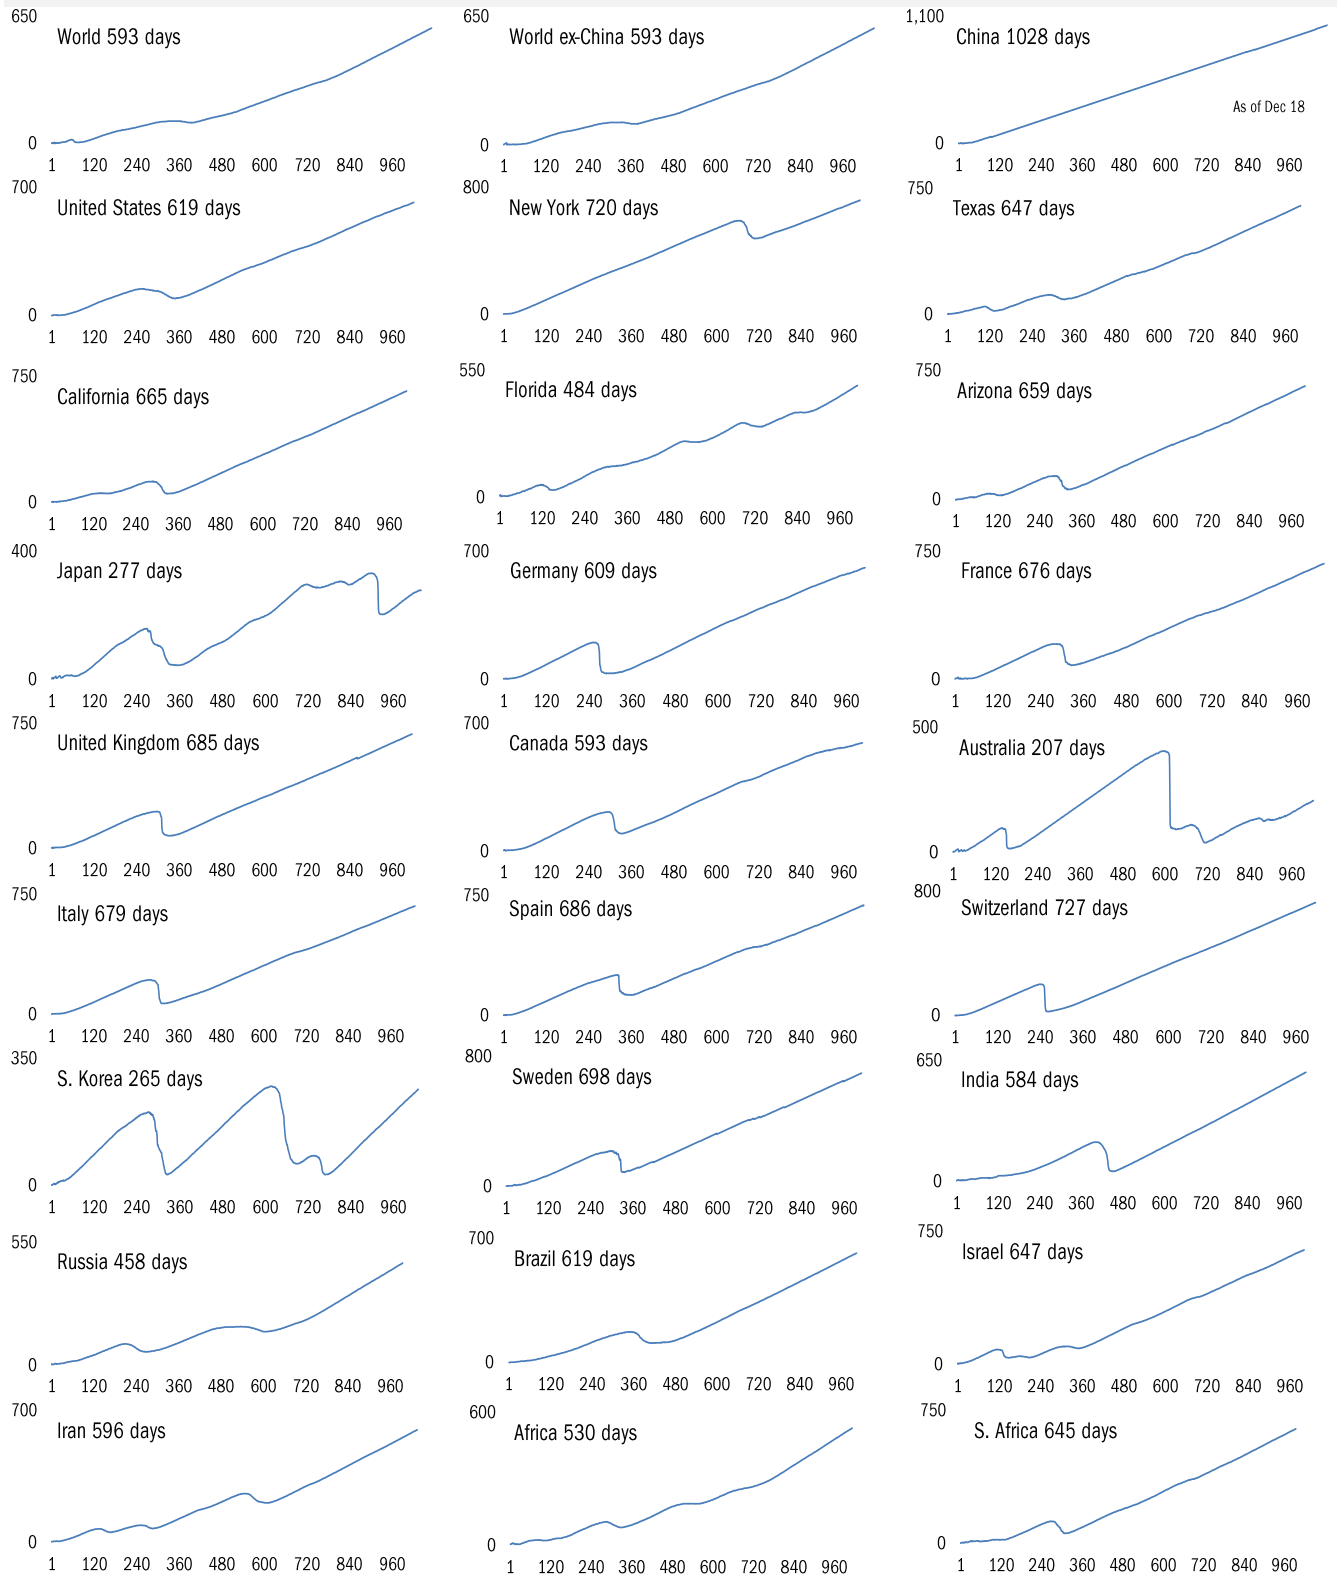 650
World 593 days
0
1 120 240 360 480 600 720 840 960
650
World ex-China 593 days
0
1 120 240 360 480 600 720 840 960
1,100
China 1028 days
As of Dec 18
0
1 120 240 360 480 600 720 840 960
700
United States 619 days
0
1 120 240 360 480 600 720 840 960
800
New York 720 days
0
1 120 240 360 480 600 720 840 960
750
Texas 647 days
0
1 120 240 360 480 600 720 840 960
750
California 665 days
0
1 120 240 360 480 600 720 840 960
550
Florida 484 days
0
1 120 240 360 480 600 720 840 960
750
Arizona 659 days
0
1 120 240 360 480 600 720 840 960
400
Japan 277 days
0
1 120 240 360 480 600 720 840 960
700
Germany 609 days
0
1 120 240 360 480 600 720 840 960
750
France 676 days
0
1 120 240 360 480 600 720 840 960
750
United Kingdom 685 days
0
1 120 240 360 480 600 720 840 960
700
Canada 593 days
0
1 120 240 360 480 600 720 840 960
500
Australia 207 days
0
1 120 240 360 480 600 720 840 960
750
Italy 679 days
0
1 120 240 360 480 600 720 840 960
750
Spain 686 days
0
1 120 240 360 480 600 720 840 960
800
Switzerland 727 days
0
1 120 240 360 480 600 720 840 960
350
S. Korea 265 days
0
1 120 240 360 480 600 720 840 960
800
Sweden 698 days
0
1 120 240 360 480 600 720 840 960
650
India 584 days
0
1 120 240 360 480 600 720 840 960
550
Russia 458 days
0
1 120 240 360 480 600 720 840 960
700
Brazil 619 days
0
1 120 240 360 480 600 720 840 960
750
Israel 647 days
0
1 120 240 360 480 600 720 840 960
700
Iran 596 days
0
1 120 240 360 480 600 720 840 960
600
Africa 530 days
0
1 120 240 360 480 600 720 840 960
750
S. Africa 645 days
0
1 120 240 360 480 600 720 840 960